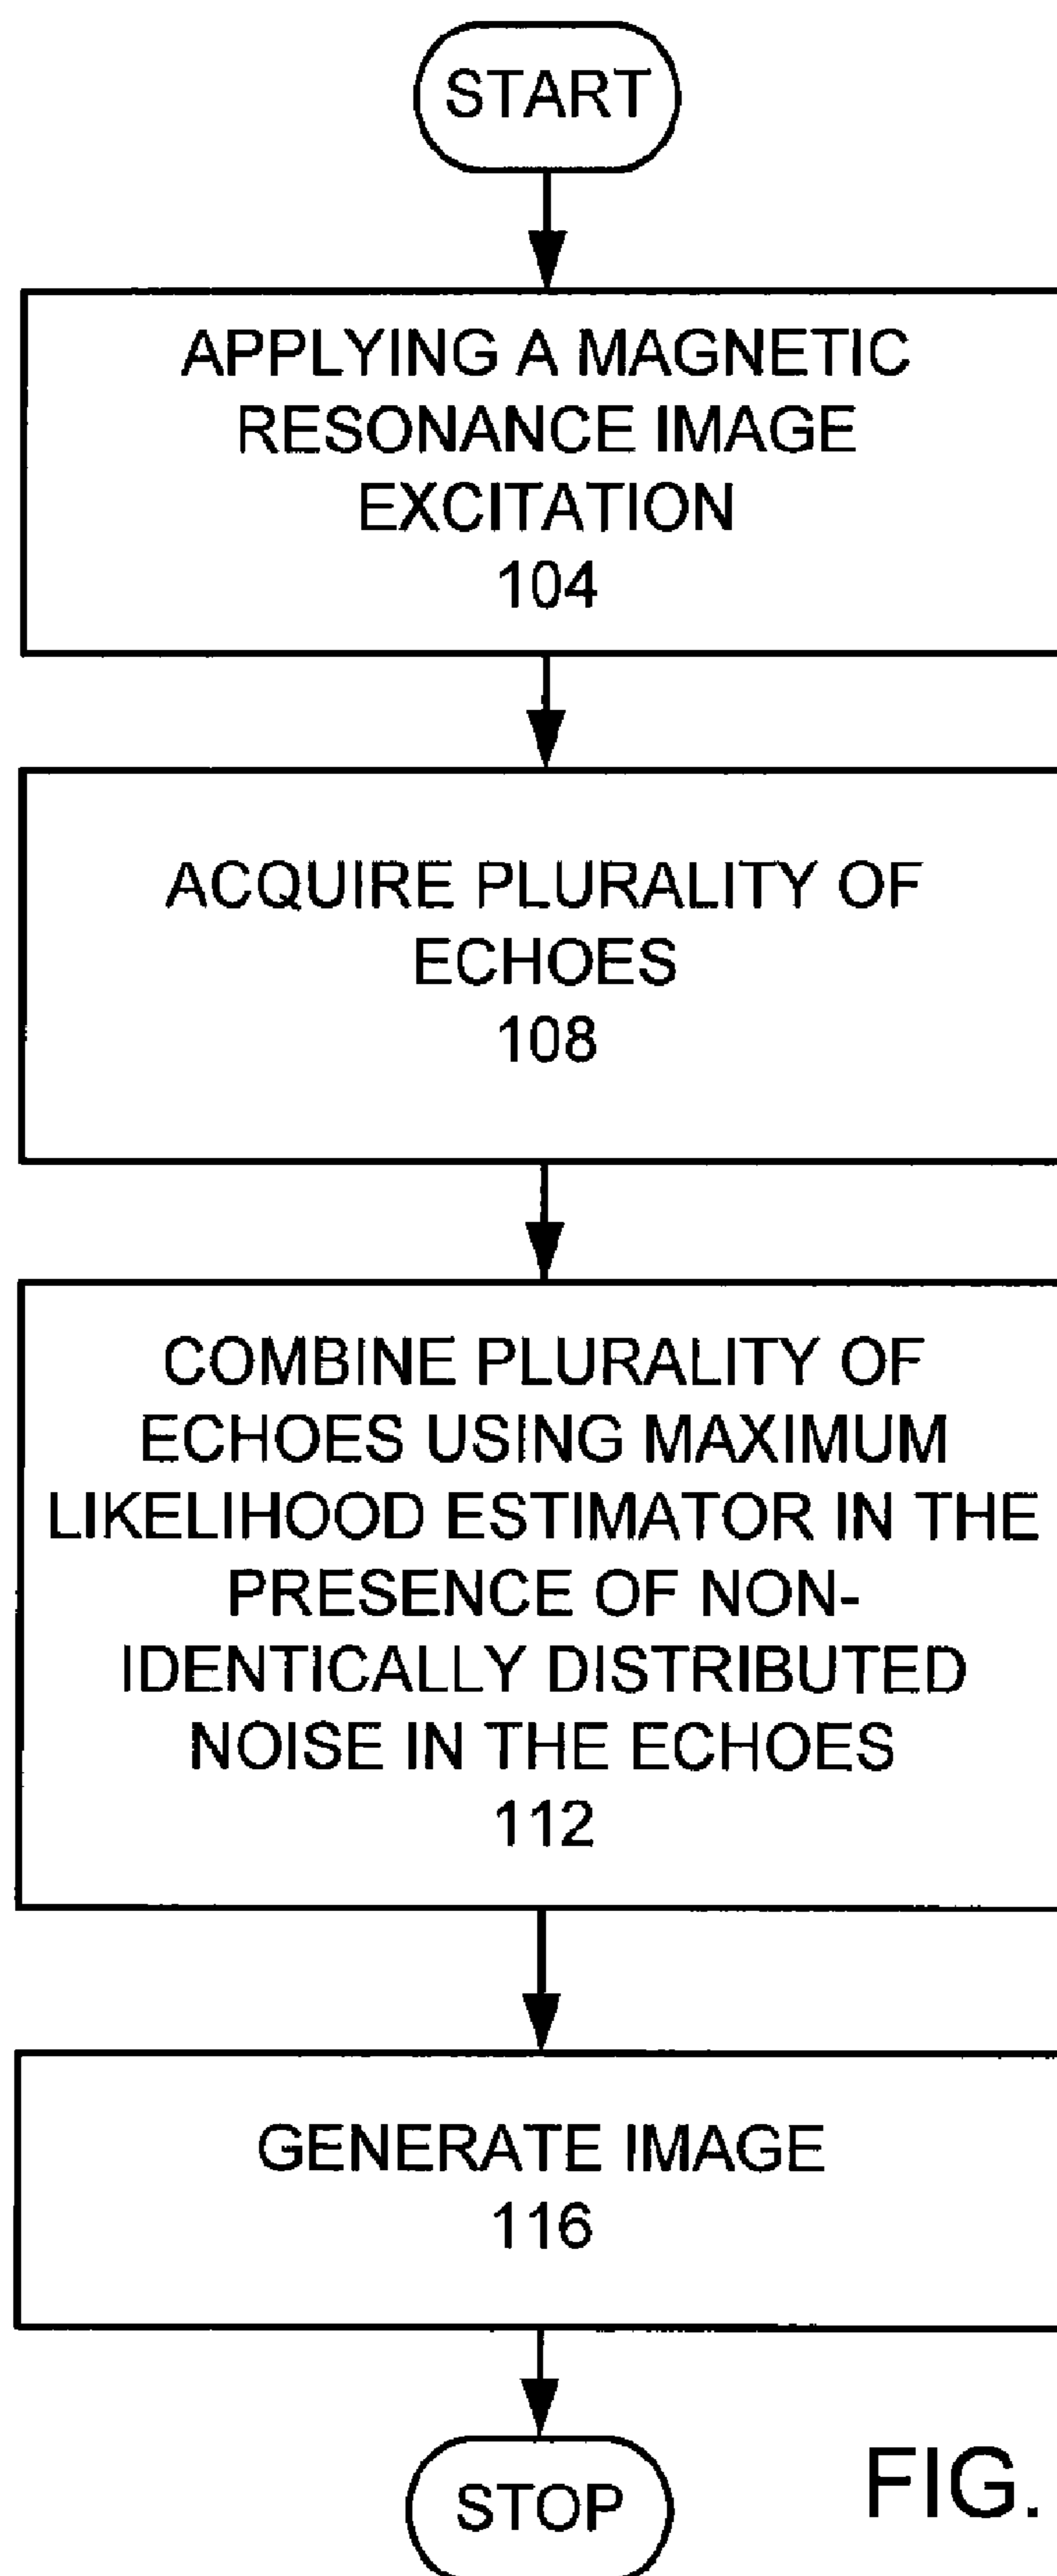 START
APPLYING A MAGNETIC
RESONANCE IMAGE
EXCITATION
104
ACQUIRE PLURALITY OF
ECHOES
108
COMBINE PLURALITY OF
ECHOES USING MAXIMUM
LIKELIHOOD ESTIMATOR IN THE
PRESENCE OF NON-
IDENTICALLY DISTRIBUTED
NOISE IN THE ECHOES
112
GENERATE IMAGE
116
STOP
FIG.